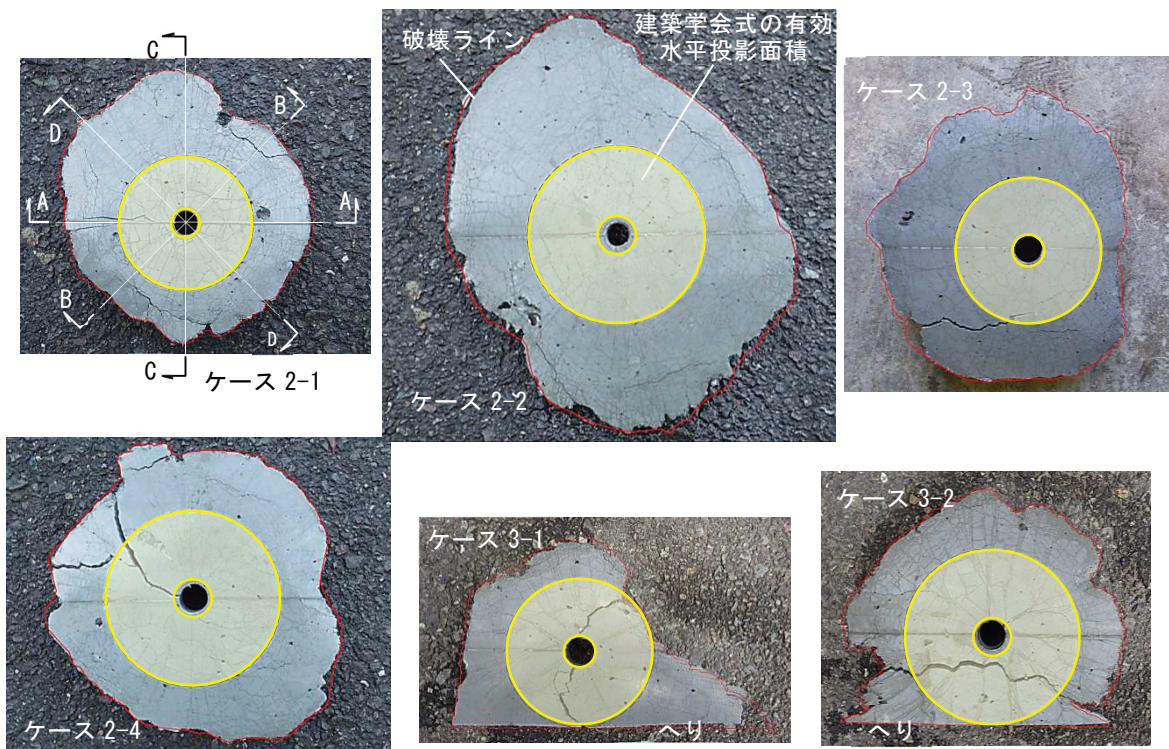 C
B
D
A
A
B
D
C
ケース 2-1
破壊ライン
建築学会式の有効
水平投影面積
ケース 2-2
ケース 2-3
ケース 2-4
ケース 3-1
へり
ケース 3-2
へり